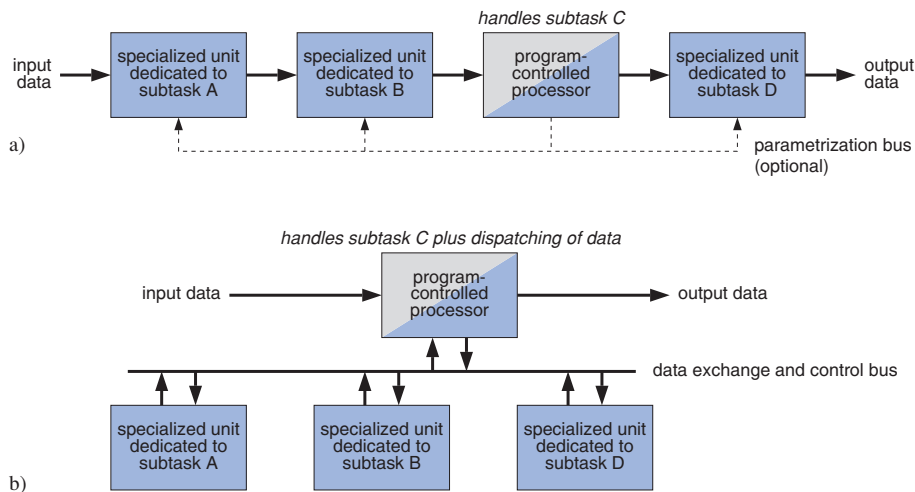 handles subtask C
input
data
specialized unit
dedicated to
subtask A
specialized unit
dedicated to
subtask B
program-
controlled
processor
specialized unit
dedicated to
subtask D
output
data
a)
parametrization bus
(optional)
handles subtask C plus dispatching of data
input data
program-
controlled
processor
output data
data exchange and control bus
specialized unit
dedicated to
subtask A
specialized unit
dedicated to
subtask B
specialized unit
dedicated to
subtask D
b)